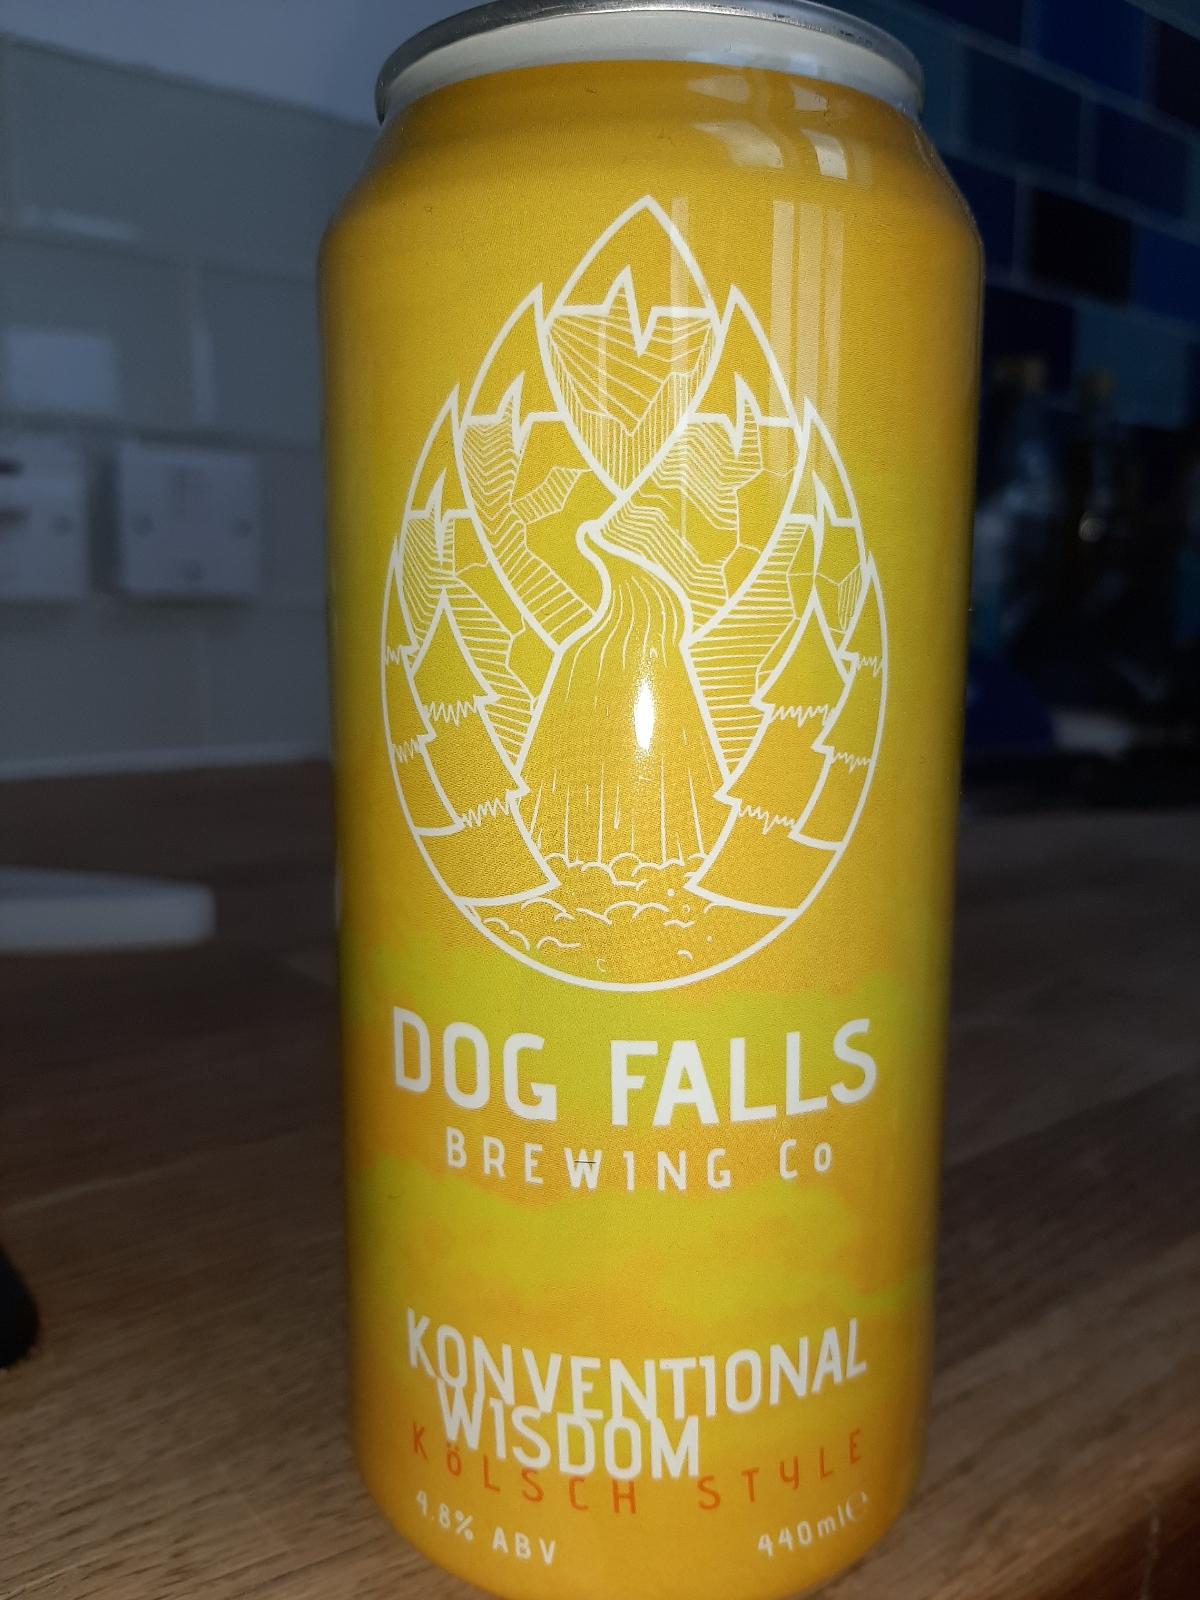 DOG FALLS
BREWING Co
KONVENTIONAL
WISDOM
KÖLSCH STYLE
4.8% ABV
440ml℮